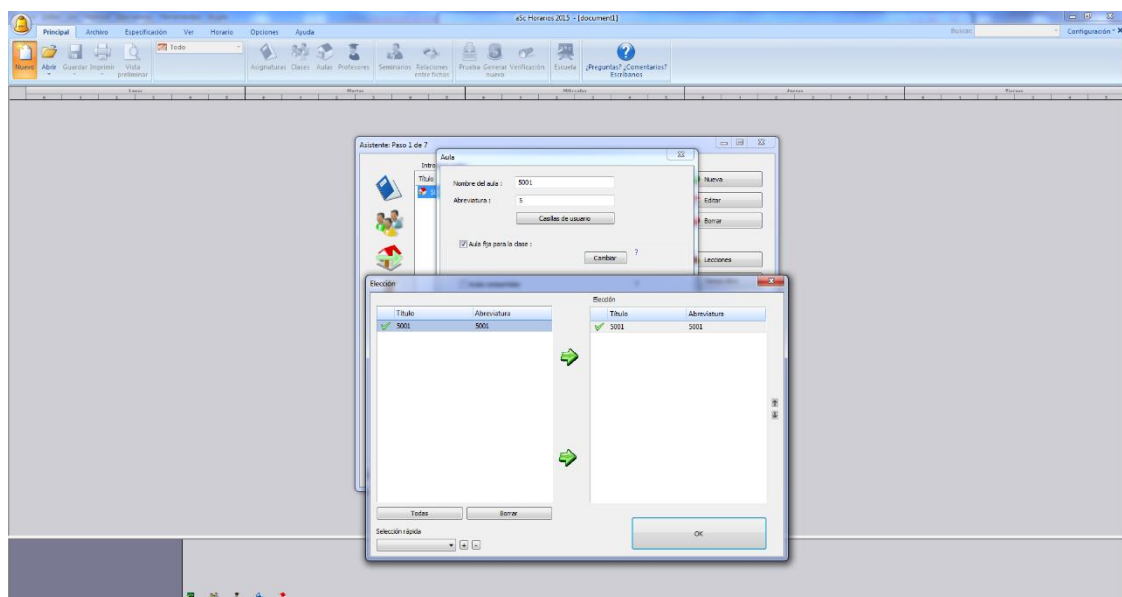 aSc Horarios 2015 - [document1]
Principal Archivo Especificación Ver Horario Opciones Ayuda
Buscar:
Configuración
Todo
Nuevo Abrir Guardar Imprimir Vista preliminar
Asignaturas Clases Aulas Profesores Seminarios Relaciones entre fichas Prueba Generar nuevo Verificación Escuela ¿Preguntas? ¿Comentarios? Escríbanos
Lunes Martes Miércoles Jueves Viernes
Asistente: Paso 1 de 7
Aula
Título
Nombre del aula : 5001
Nueva
Abreviatura : 5
Editar
Casillas de usuario
Borrar
Aula fija para la clase :
Cambiar ?
Lecciones
Elección
Elección
Título Abreviatura
Título Abreviatura
5001 5001
5001 5001
Todas Borrar
Selección rápida
+ -
OK